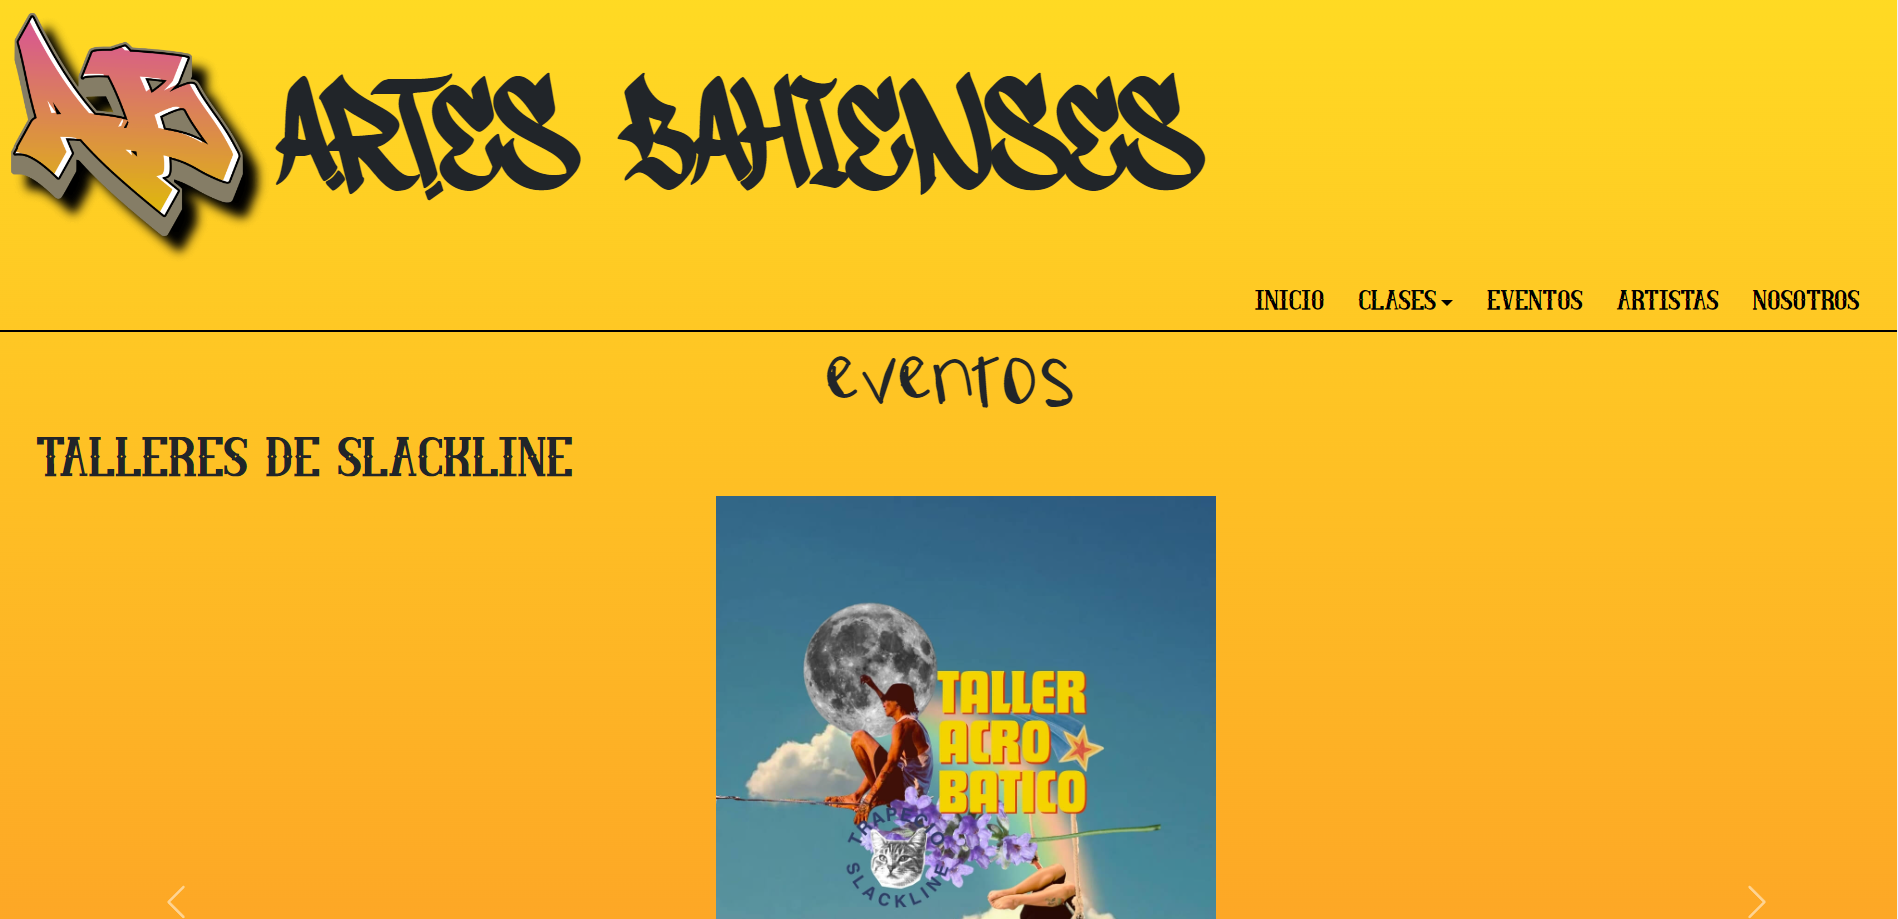 AB
ARTES BAHIENSES
INICIO CLASES EVENTOS ARTISTAS NOSOTROS
eventos
TALLERES DE SLACKLINE
TALLER
ACRO
BATICO
TRAPECIO
SLACKLINE